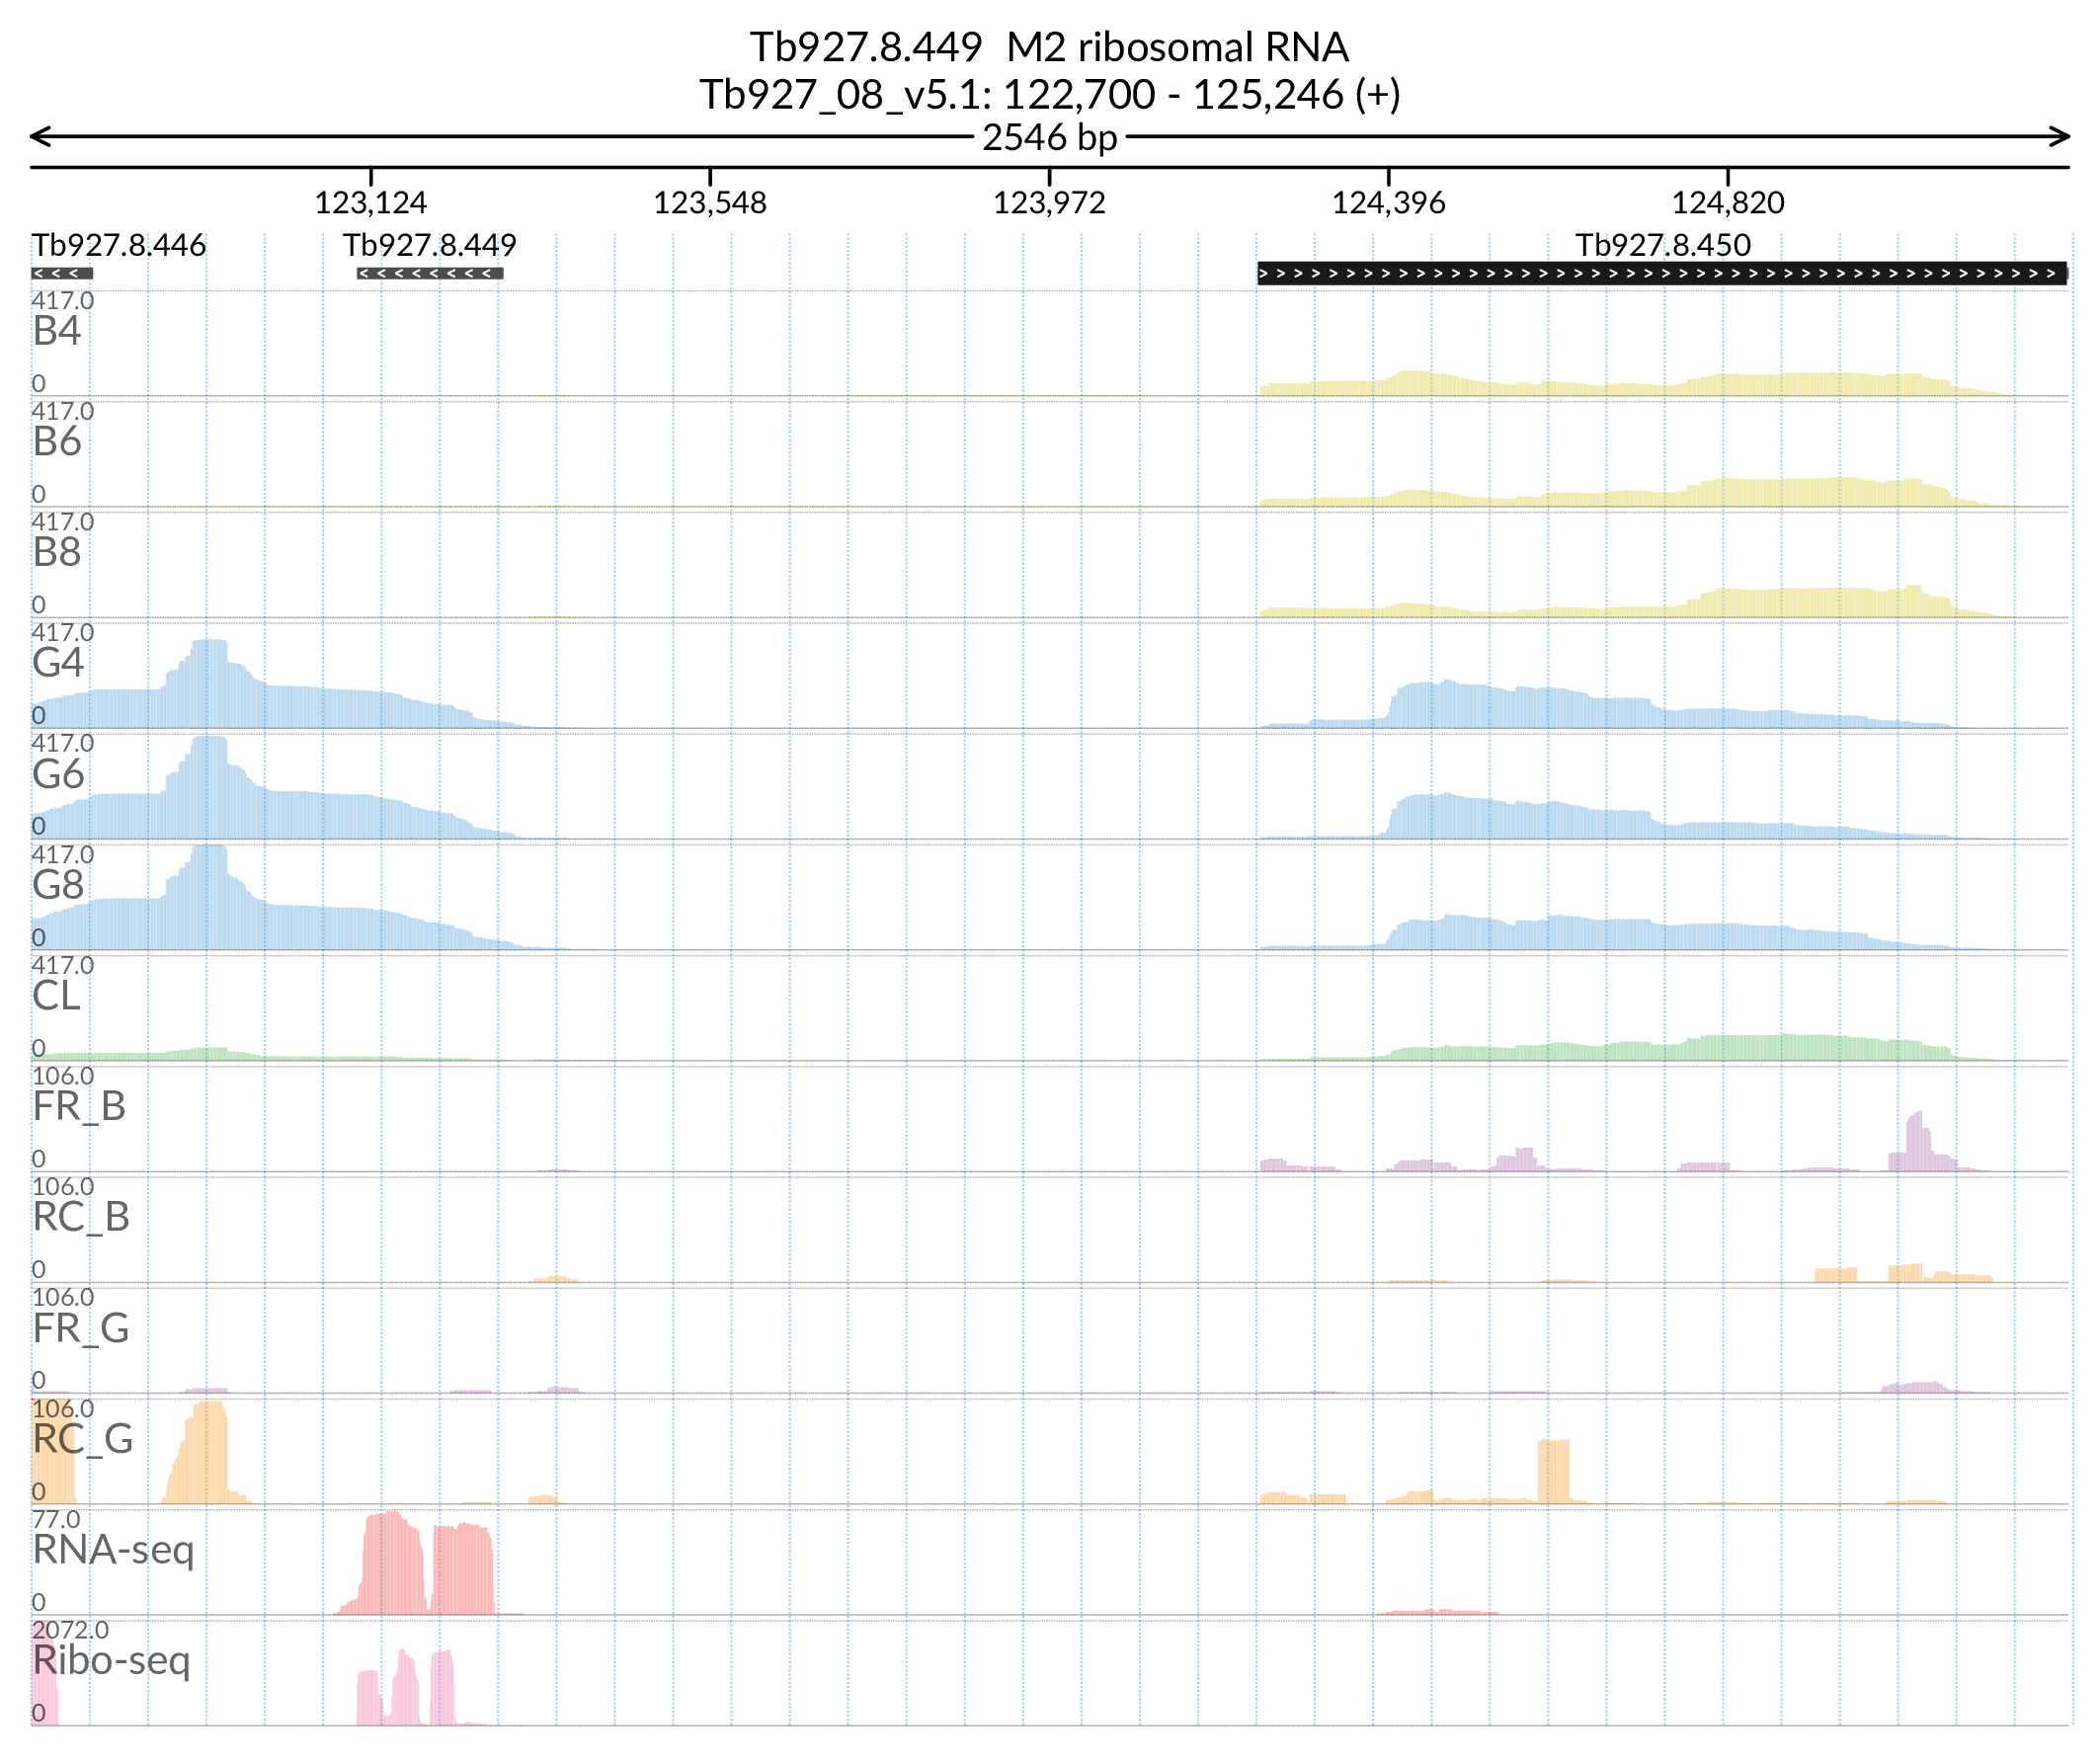 Tb927.8.449  M2 ribosomal RNA
Tb927_08_v5.1: 122,700 - 125,246 (+)
2546 bp
123,124 123,548 123,972 124,396 124,820
Tb927.8.446 Tb927.8.449 Tb927.8.450
417.0
B4
0
417.0
B6
0
417.0
B8
0
417.0
G4
0
417.0
G6
0
417.0
G8
0
417.0
CL
0
106.0
FR_B
0
106.0
RC_B
0
106.0
FR_G
0
106.0
RC_G
0
77.0
RNA-seq
0
2072.0
Ribo-seq
0